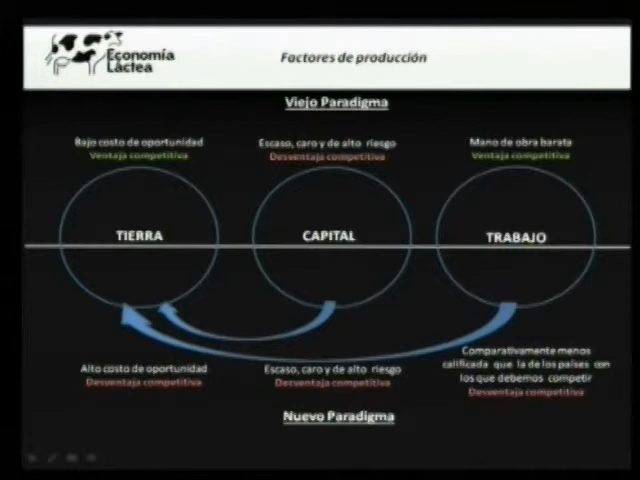 Economía
Láctea
Factores de producción
Viejo Paradigma
Bajo costo de oportunidad
Ventaja competitiva
Escaso, caro y de alto riesgo
Desventaja competitiva
Mano de obra barata
Ventaja competitiva
TIERRA
CAPITAL
TRABAJO
Alto costo de oportunidad
Desventaja competitiva
Escaso, caro y de alto riesgo
Desventaja competitiva
Comparativamente menos
calificada que la de los países con
los que debemos competir
Desventaja competitiva
Nuevo Paradigma